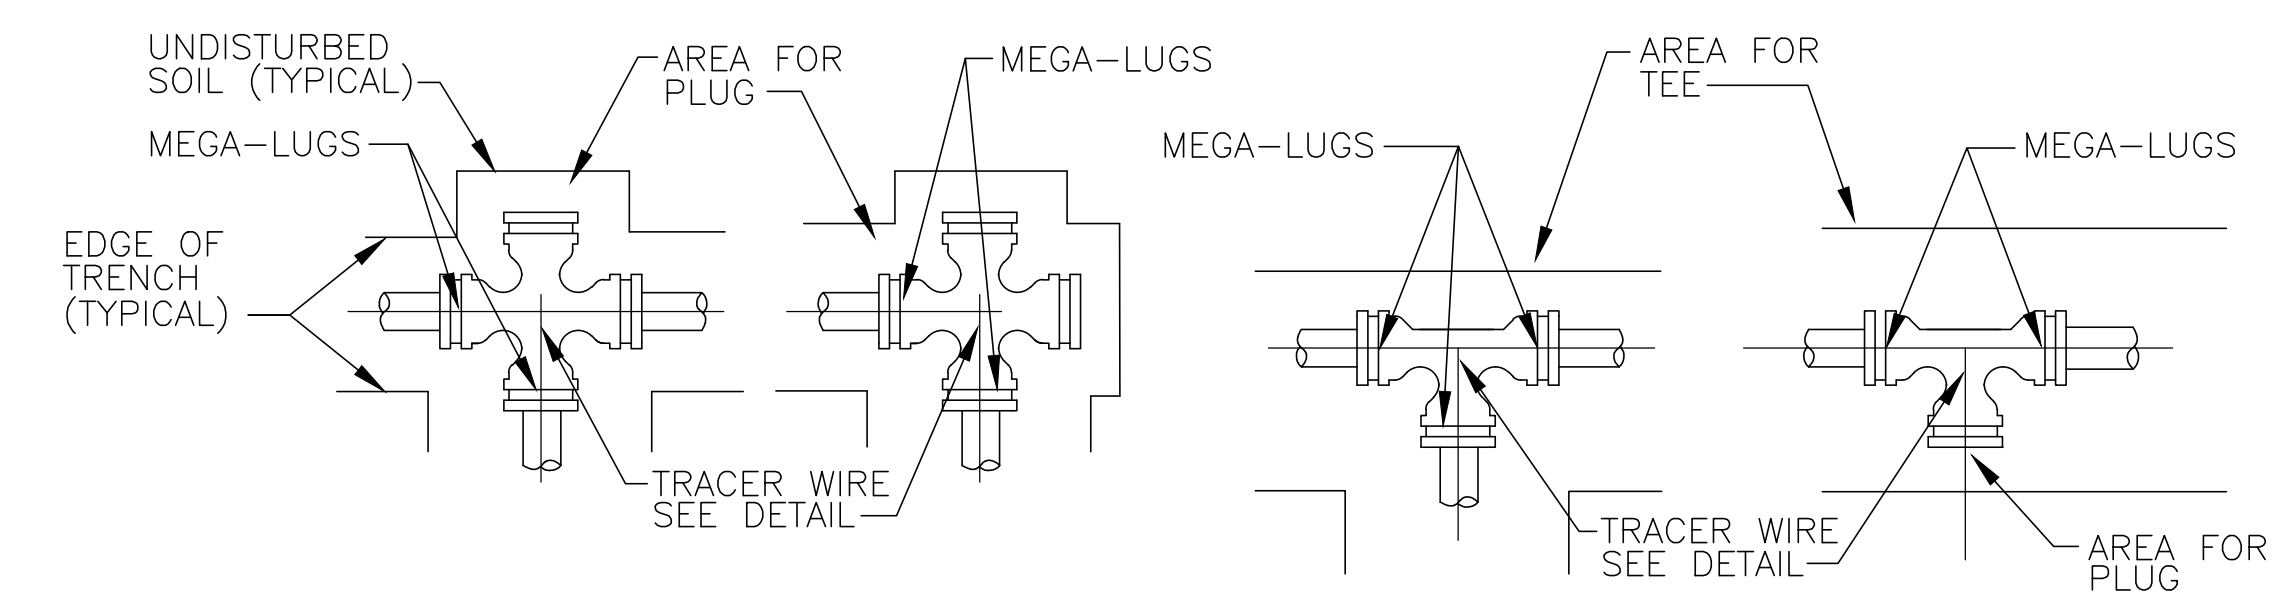 UNDISTURBED
SOIL (TYPICAL)
MEGA-LUGS
EDGE OF
TRENCH
(TYPICAL)
AREA FOR
PLUG
MEGA-LUGS
TRACER WIRE
SEE DETAIL
MEGA-LUGS
AREA FOR
TEE
MEGA-LUGS
TRACER WIRE
SEE DETAIL
AREA FOR
PLUG